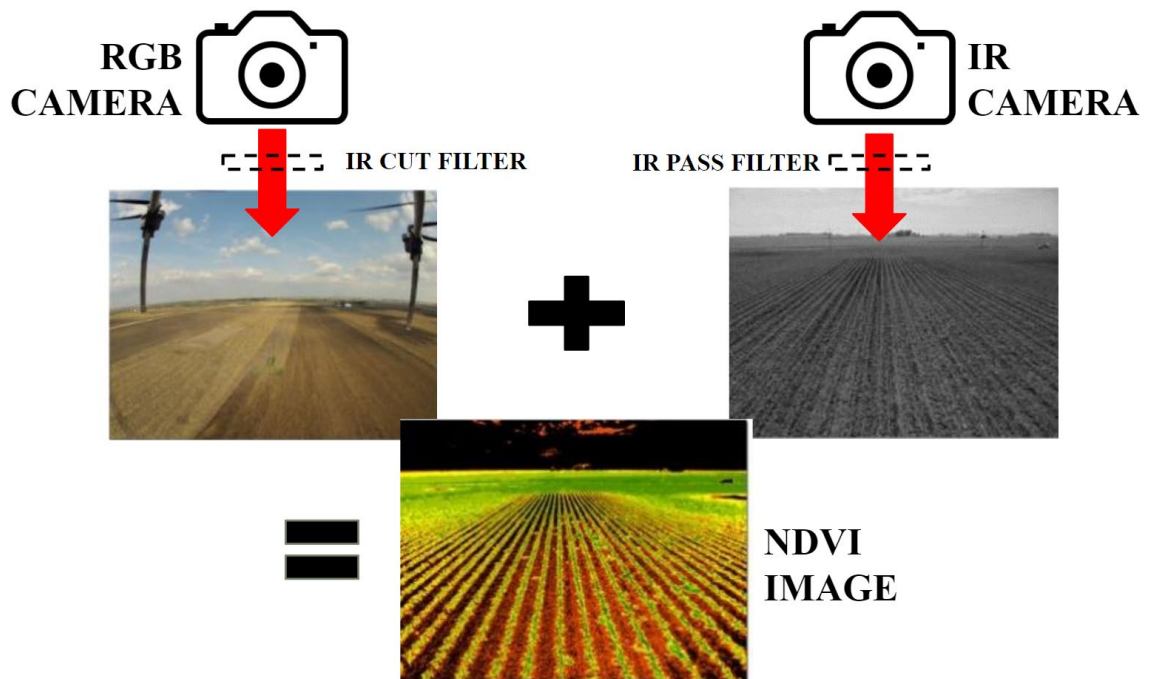 RGB
CAMERA
IR
CAMERA
IR CUT FILTER
IR PASS FILTER
NDVI
IMAGE